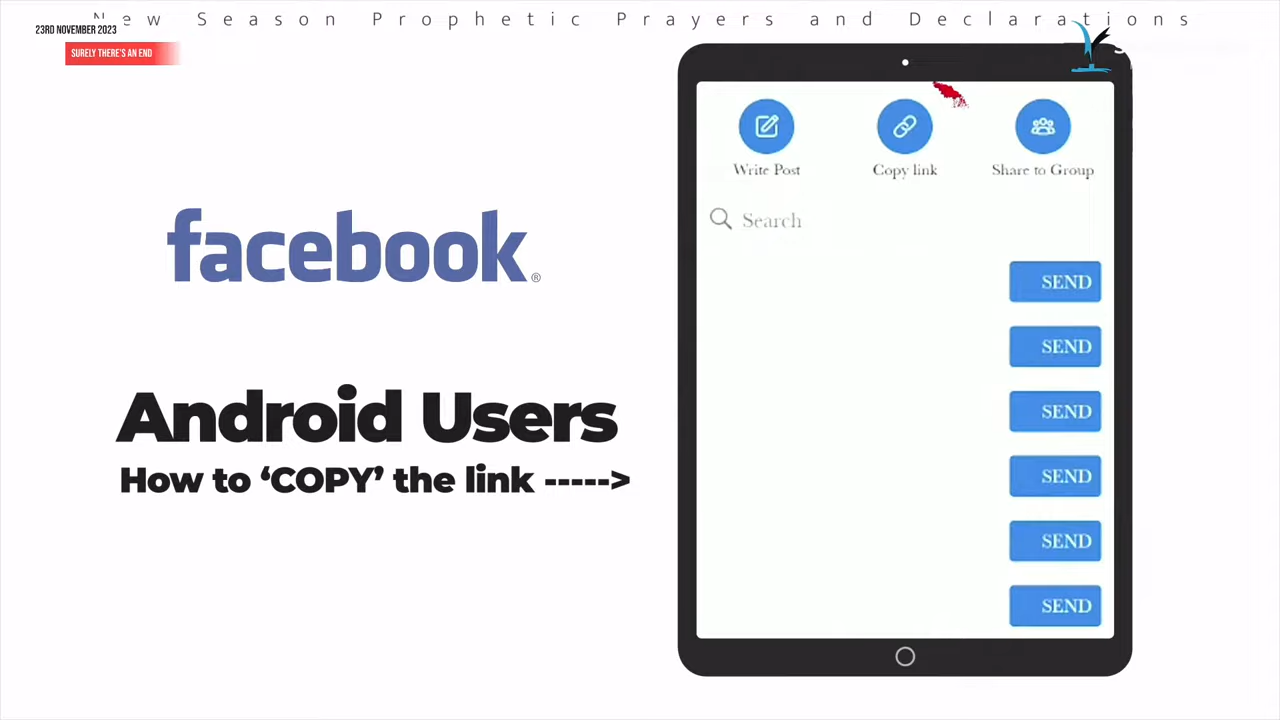 New Season Prophetic Prayers and Declarations
23RD NOVEMBER 2023
SURELY THERE'S AN END
Write Post
Copy link
Share to Group
Search
facebook®
SEND
SEND
SEND
SEND
SEND
SEND
Android Users
How to ‘COPY’ the link ----->